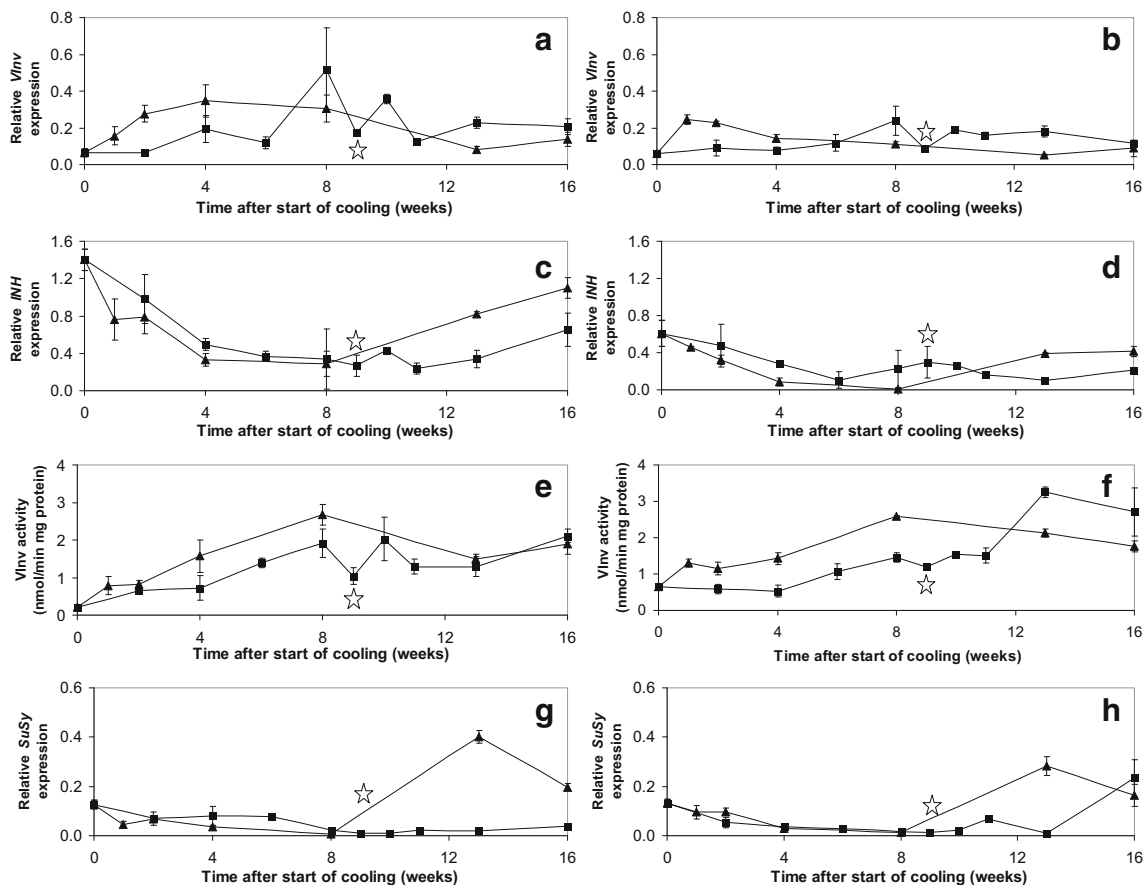 a
Relative VInv
expression
0.8
0.6
0.4
0.2
0.0
0 4 8 12 16
Time after start of cooling (weeks)
b
Relative VInv
expression
0.8
0.6
0.4
0.2
0.0
0 4 8 12 16
Time after start of cooling (weeks)
c
Relative INH
expression
1.6
1.2
0.8
0.4
0.0
0 4 8 12 16
Time after start of cooling (weeks)
d
Relative INH
expression
1.6
1.2
0.8
0.4
0.0
0 4 8 12 16
Time after start of cooling (weeks)
e
VInv activity
(nmol/min mg protein)
4
3
2
1
0
0 4 8 12 16
Time after start of cooling (weeks)
f
VInv activity
(nmol/min mg protein)
4
3
2
1
0
0 4 8 12 16
Time after start of cooling (weeks)
g
Relative SuSy
expression
0.6
0.4
0.2
0.0
0 4 8 12 16
Time after start of cooling (weeks)
h
Relative SuSy
expression
0.6
0.4
0.2
0.0
0 4 8 12 16
Time after start of cooling (weeks)